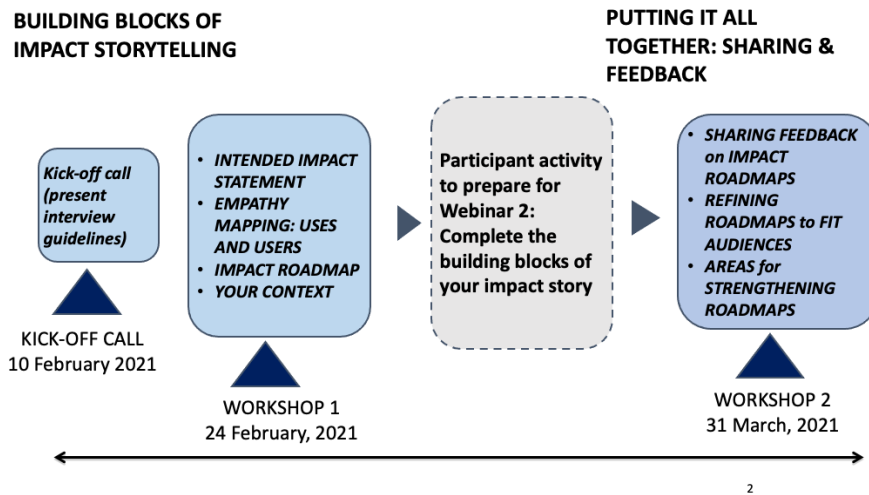 BUILDING BLOCKS OF
IMPACT STORYTELLING
PUTTING IT ALL
TOGETHER: SHARING &
FEEDBACK
Kick-off call
(present
interview
guidelines)
• INTENDED IMPACT
STATEMENT
• EMPATHY
MAPPING: USES
AND USERS
• IMPACT ROADMAP
• YOUR CONTEXT
Participant activity
to prepare for
Webinar 2:
Complete the
building blocks of
your impact story
• SHARING FEEDBACK
on IMPACT
ROADMAPS
• REFINING
ROADMAPS to FIT
AUDIENCES
• AREAS for
STRENGTHENING
ROADMAPS
KICK-OFF CALL
10 February 2021
WORKSHOP 1
24 February, 2021
WORKSHOP 2
31 March, 2021
2